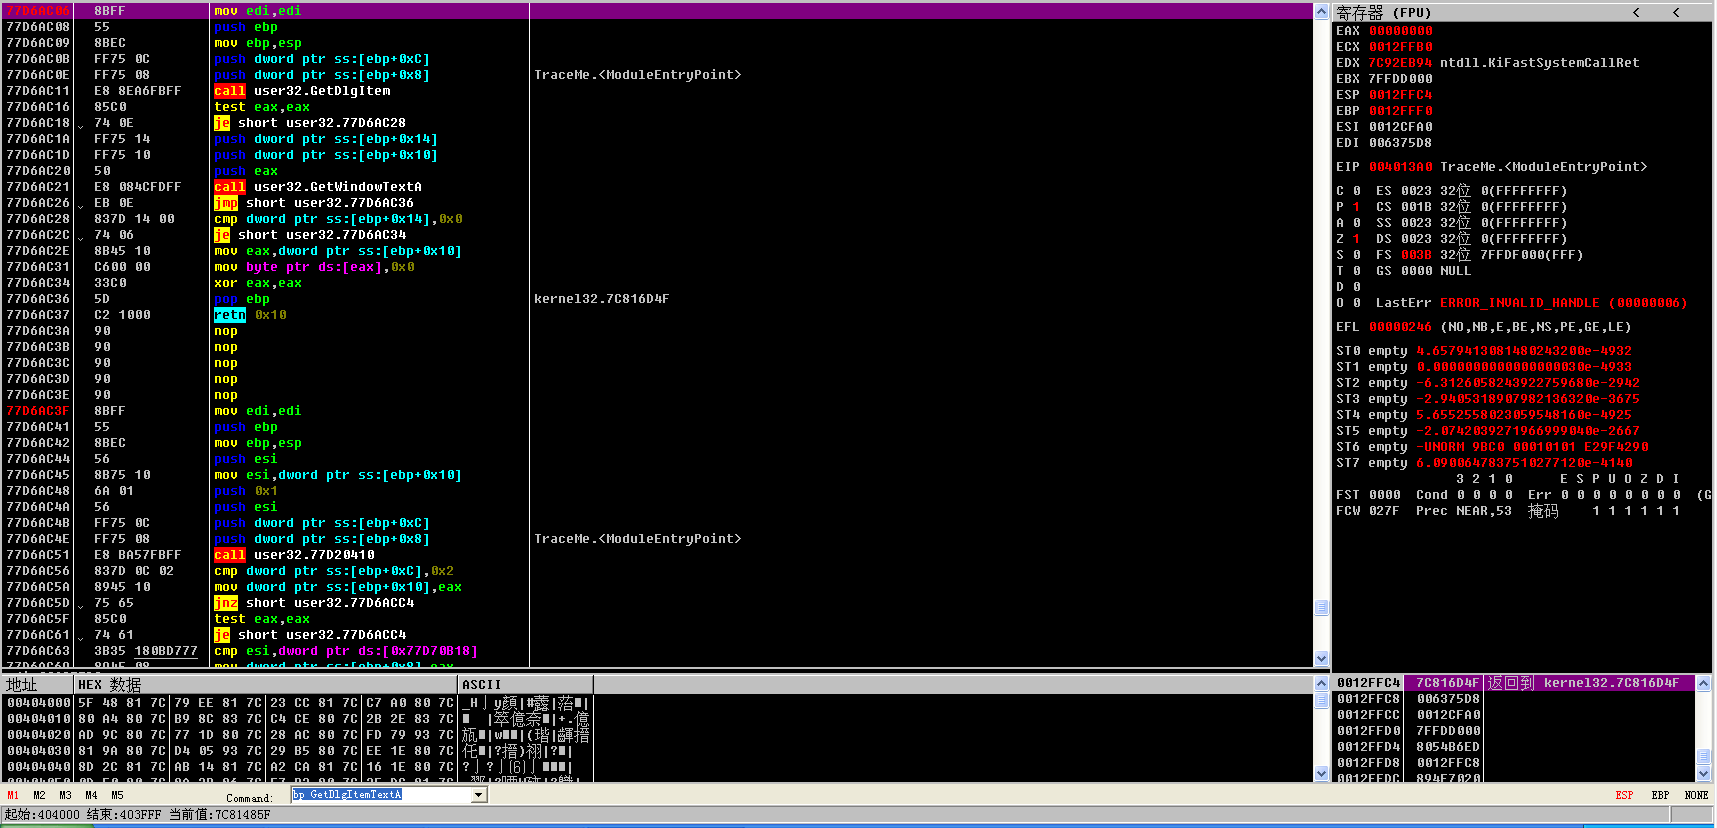 77D6AC06 8BFF mov edi,edi
77D6AC08 55 push ebp
77D6AC09 8BEC mov ebp,esp
77D6AC0B FF75 0C push dword ptr ss:[ebp+0xC]
77D6AC0E FF75 08 push dword ptr ss:[ebp+0x8] TraceMe.<ModuleEntryPoint>
77D6AC11 E8 8EA6FBFF call user32.GetDlgItem
77D6AC16 85C0 test eax,eax
77D6AC18 74 0E je short user32.77D6AC28
77D6AC1A FF75 14 push dword ptr ss:[ebp+0x14]
77D6AC1D FF75 10 push dword ptr ss:[ebp+0x10]
77D6AC20 50 push eax
77D6AC21 E8 084CFDFF call user32.GetWindowTextA
77D6AC26 EB 0E jmp short user32.77D6AC36
77D6AC28 837D 14 00 cmp dword ptr ss:[ebp+0x14],0x0
77D6AC2C 74 06 je short user32.77D6AC34
77D6AC2E 8B45 10 mov eax,dword ptr ss:[ebp+0x10]
77D6AC31 C600 00 mov byte ptr ds:[eax],0x0
77D6AC34 33C0 xor eax,eax
77D6AC36 5D pop ebp kernel32.7C816D4F
77D6AC37 C2 1000 retn 0x10
77D6AC3A 90 nop
77D6AC3B 90 nop
77D6AC3C 90 nop
77D6AC3D 90 nop
77D6AC3E 90 nop
77D6AC3F 8BFF mov edi,edi
77D6AC41 55 push ebp
77D6AC42 8BEC mov ebp,esp
77D6AC44 56 push esi
77D6AC45 8B75 10 mov esi,dword ptr ss:[ebp+0x10]
77D6AC48 6A 01 push 0x1
77D6AC4A 56 push esi
77D6AC4B FF75 0C push dword ptr ss:[ebp+0xC]
77D6AC4E FF75 08 push dword ptr ss:[ebp+0x8] TraceMe.<ModuleEntryPoint>
77D6AC51 E8 BA57FBFF call user32.77D20410
77D6AC56 837D 0C 02 cmp dword ptr ss:[ebp+0xC],0x2
77D6AC5A 8945 10 mov dword ptr ss:[ebp+0x10],eax
77D6AC5D 75 65 jnz short user32.77D6ACC4
77D6AC5F 85C0 test eax,eax
77D6AC61 74 61 je short user32.77D6ACC4
77D6AC63 3B35 180BD777 cmp esi,dword ptr ds:[0x77D70B18]
77D6AC69 8945 08 mov dword ptr ss:[ebp+0x8],eax
寄存器 (FPU) < <
EAX 00000000
ECX 0012FFB0
EDX 7C92EB94 ntdll.KiFastSystemCallRet
EBX 7FFDD000
ESP 0012FFC4
EBP 0012FFF0
ESI 0012CFA0
EDI 006375D8
EIP 004013A0 TraceMe.<ModuleEntryPoint>
C 0 ES 0023 32位 0(FFFFFFFF)
P 1 CS 001B 32位 0(FFFFFFFF)
A 0 SS 0023 32位 0(FFFFFFFF)
Z 1 DS 0023 32位 0(FFFFFFFF)
S 0 FS 003B 32位 7FFDF000(FFF)
T 0 GS 0000 NULL
D 0
O 0 LastErr ERROR_INVALID_HANDLE (00000006)
EFL 00000246 (NO,NB,E,BE,NS,PE,GE,LE)
ST0 empty 4.6579413081480243200e-4932
ST1 empty 0.0000000000000000030e-4933
ST2 empty -6.3126058243922759680e-2942
ST3 empty -2.9405318907982136320e-3675
ST4 empty 5.6552558023059548160e-4925
ST5 empty -2.0742039271966999040e-2667
ST6 empty -UNORM 9BC0 00010101 E29F4290
ST7 empty 6.0900647837510277120e-4140
3 2 1 0 E S P U O Z D I
FST 0000 Cond 0 0 0 0 Err 0 0 0 0 0 0 0 0 (G
FCW 027F Prec NEAR,53 掩码 1 1 1 1 1 1
地址 HEX 数据 ASCII
00404000 5F 48 81 7C 79 EE 81 7C 23 CC 81 7C C7 A0 80 7C
00404010 80 A4 80 7C B9 8C 83 7C C4 CE 80 7C 2B 2E 83 7C
00404020 AD 9C 80 7C 77 1D 80 7C 28 AC 80 7C FD 79 93 7C
00404030 81 9A 80 7C D4 05 93 7C 29 B5 80 7C EE 1E 80 7C
00404040 8D 2C 81 7C AB 14 81 7C A2 CA 81 7C 16 1E 80 7C
0012FFC4 7C816D4F 返回到 kernel32.7C816D4F
0012FFC8 006375D8
0012FFCC 0012CFA0
0012FFD0 7FFDD000
0012FFD4 8054B6ED
0012FFD8 0012FFC8
0012FFDC 894F7020
M1 M2 M3 M4 M5 Command: bp GetDlgItemTextA ESP EBP NONE
起始:404000 结束:403FFF 当前值:7C81485F